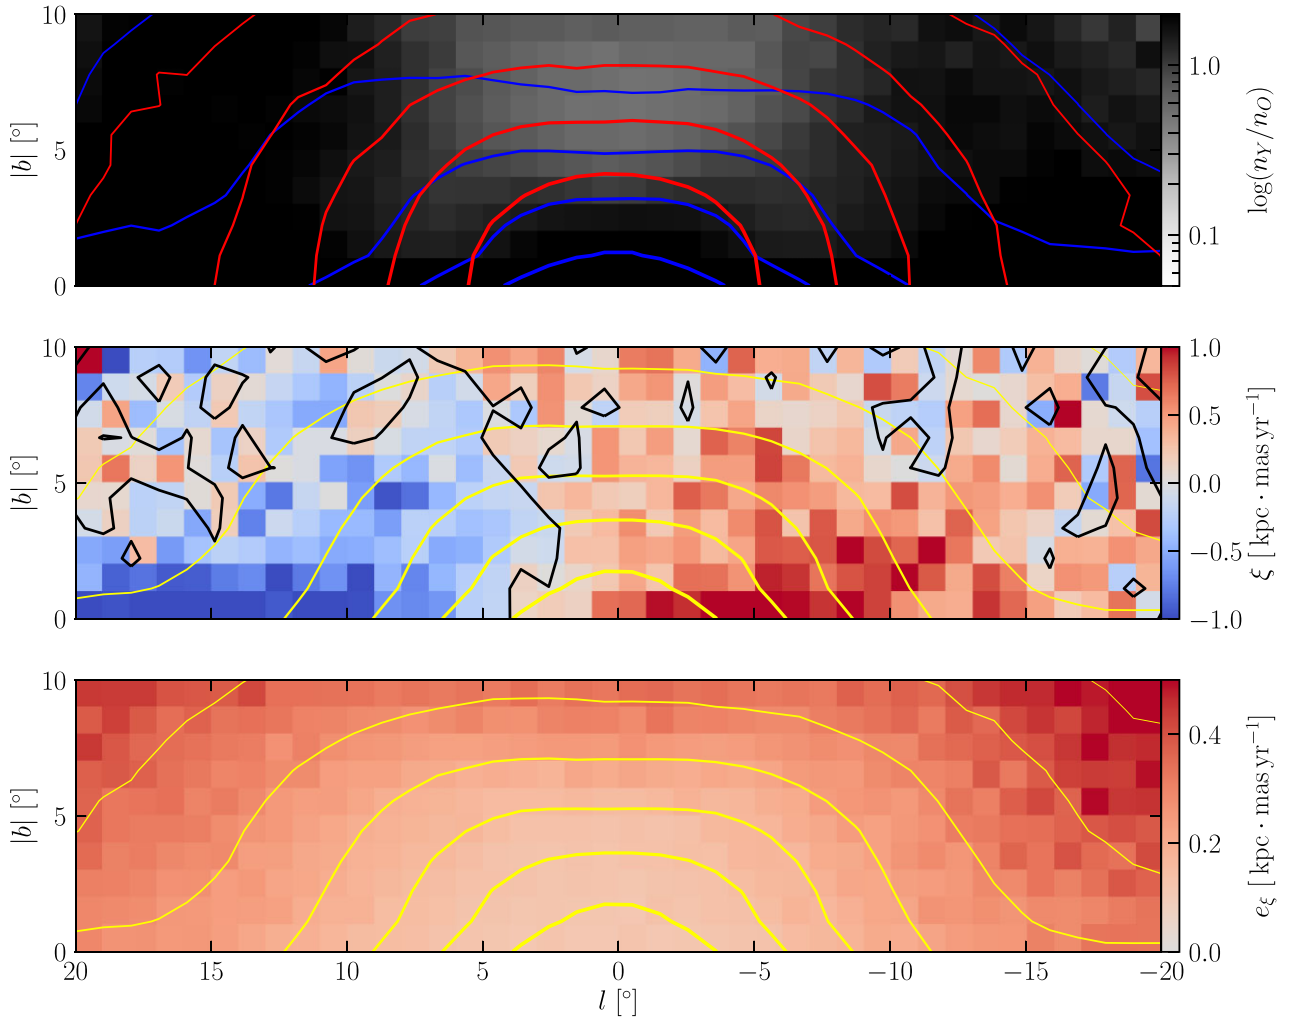 10
5
0
|b| [°]
1.0
0.1
log(n_Y/n_O)
10
5
0
|b| [°]
1.0
0.5
0.0
−0.5
−1.0
ξ [ kpc · mas yr⁻¹]
10
5
0
|b| [°]
0.4
0.2
0.0
e_ξ [ kpc · mas yr⁻¹]
20 15 10 5 0 −5 −10 −15 −20
l [°]